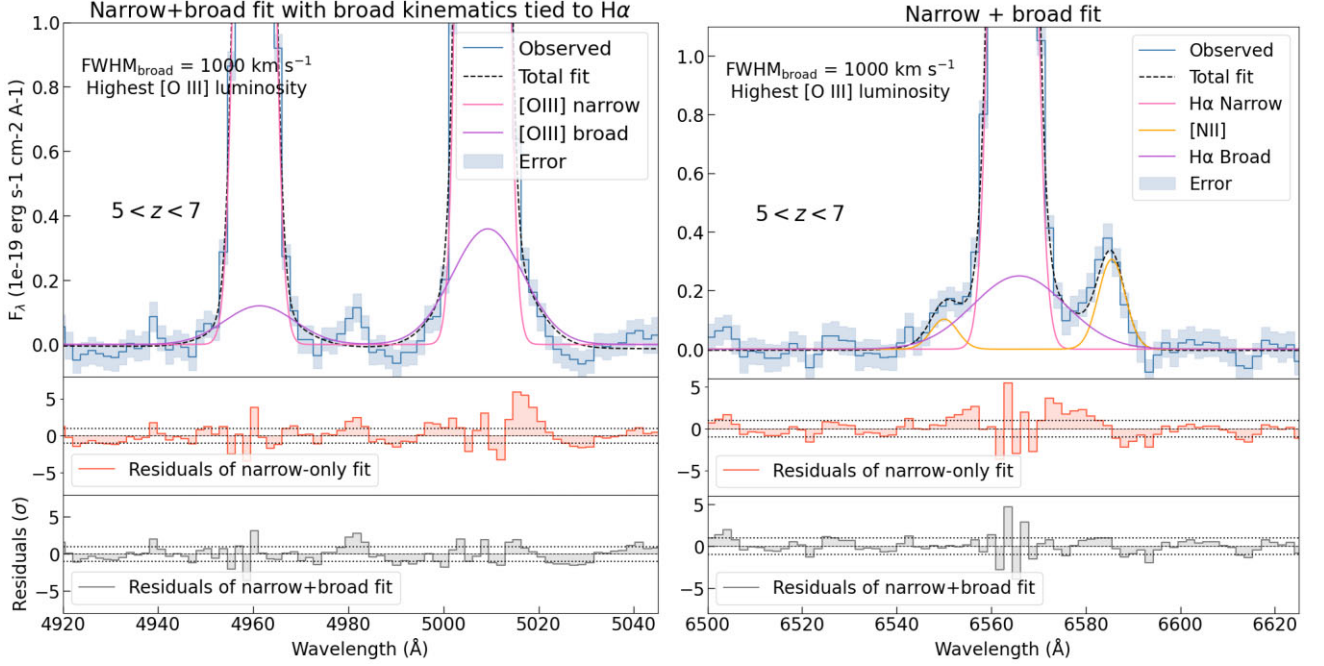 Narrow+broad fit with broad kinematics tied to Hα
1.0
0.8
0.6
0.4
0.2
0.0
F_λ (1e-19 erg s-1 cm-2 A-1)
FWHM_broad = 1000 km s⁻¹
Highest [O III] luminosity
5 < z < 7
Observed
Total fit
[OIII] narrow
[OIII] broad
Error
5
0
−5
Residuals of narrow-only fit
5
0
−5
Residuals (σ)
Residuals of narrow+broad fit
4920 4940 4960 4980 5000 5020 5040
Wavelength (Å)
Narrow + broad fit
1.0
0.8
0.6
0.4
0.2
0.0
FWHM_broad = 1000 km s⁻¹
Highest [O III] luminosity
5 < z < 7
Observed
Total fit
Hα Narrow
[NII]
Hα Broad
Error
5
0
−5
Residuals of narrow-only fit
5
0
−5
Residuals of narrow+broad fit
6500 6520 6540 6560 6580 6600 6620
Wavelength (Å)